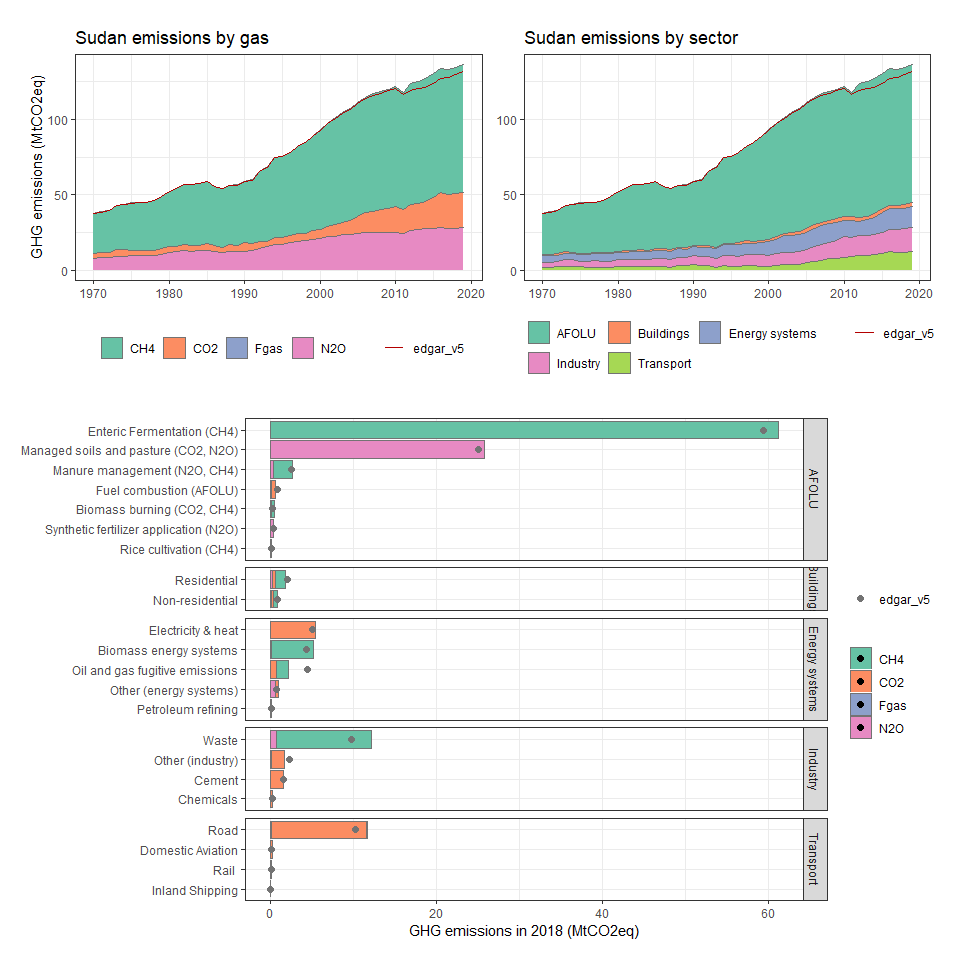 Sudan emissions by gas
GHG emissions (MtCO2eq)
100
50
0
1970
1980
1990
2000
2010
2020
CH4
CO2
Fgas
N2O
edgar_v5
Sudan emissions by sector
100
50
0
1970
1980
1990
2000
2010
2020
AFOLU
Buildings
Energy systems
edgar_v5
Industry
Transport
Enteric Fermentation (CH4)
Managed soils and pasture (CO2, N2O)
Manure management (N2O, CH4)
Fuel combustion (AFOLU)
Biomass burning (CO2, CH4)
Synthetic fertilizer application (N2O)
Rice cultivation (CH4)
AFOLU
Residential
Non-residential
Building
Electricity & heat
Biomass energy systems
Oil and gas fugitive emissions
Other (energy systems)
Petroleum refining
Energy systems
Waste
Other (industry)
Cement
Chemicals
Industry
Road
Domestic Aviation
Rail
Inland Shipping
Transport
0
20
40
60
GHG emissions in 2018 (MtCO2eq)
edgar_v5
CH4
CO2
Fgas
N2O